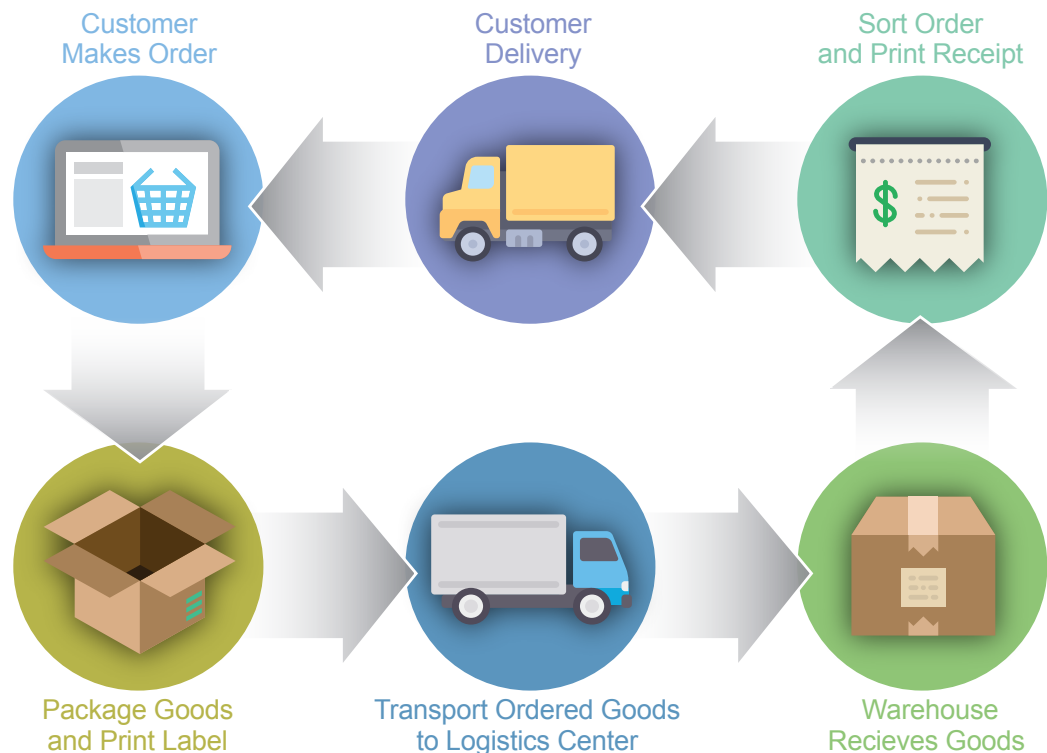 Customer
Makes Order
Customer
Delivery
Sort Order
and Print Receipt
$
Package Goods
and Print Label
Transport Ordered Goods
to Logistics Center
Warehouse
Recieves Goods